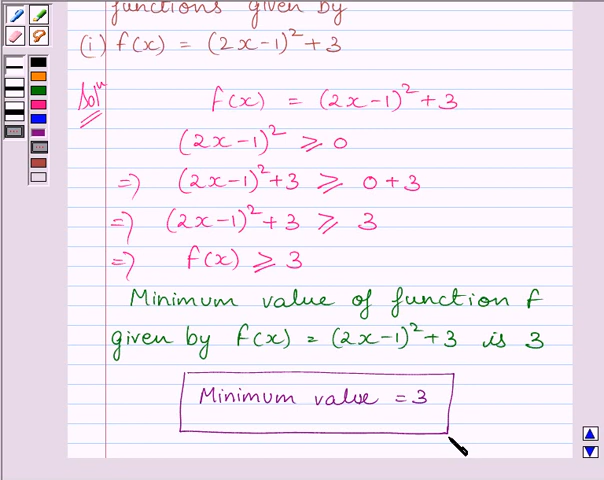 functions given by
(i) f(x) = (2x-1)² + 3
Solⁿ
f(x) = (2x-1)² + 3
(2x-1)² ⩾ 0
=> (2x-1)² + 3 ⩾ 0 + 3
=> (2x-1)² + 3 ⩾ 3
=> f(x) ⩾ 3
Minimum value of function f
given by f(x) = (2x-1)² + 3 is 3
Minimum value = 3